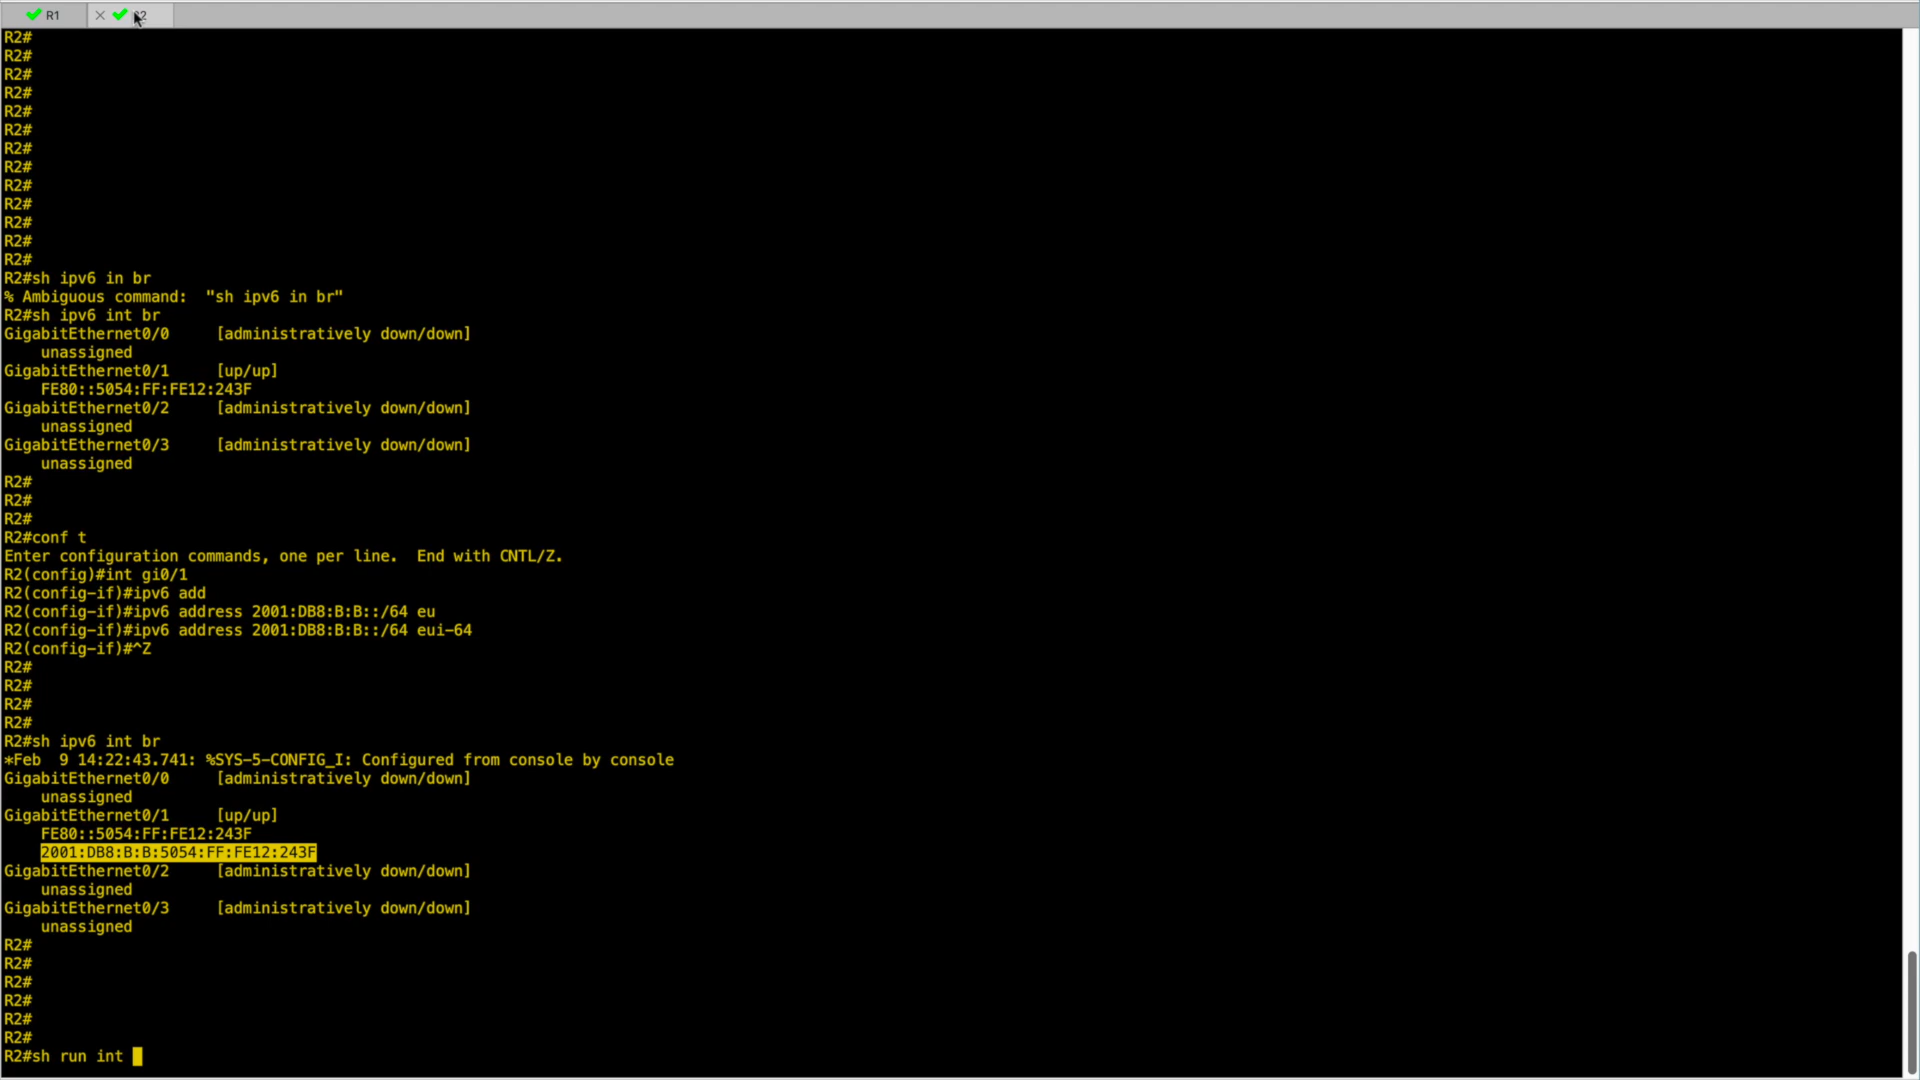 R1
R2#
R2#
R2#
R2#
R2#
R2#
R2#
R2#
R2#
R2#
R2#
R2#
R2#
R2#sh ipv6 in br
% Ambiguous command:  "sh ipv6 in br"
R2#sh ipv6 int br
GigabitEthernet0/0     [administratively down/down]
    unassigned
GigabitEthernet0/1     [up/up]
    FE80::5054:FF:FE12:243F
GigabitEthernet0/2     [administratively down/down]
    unassigned
GigabitEthernet0/3     [administratively down/down]
    unassigned
R2#
R2#
R2#
R2#conf t
Enter configuration commands, one per line.  End with CNTL/Z.
R2(config)#int gi0/1
R2(config-if)#ipv6 add
R2(config-if)#ipv6 address 2001:DB8:B:B::/64 eu
R2(config-if)#ipv6 address 2001:DB8:B:B::/64 eui-64
R2(config-if)#^Z
R2#
R2#
R2#
R2#
R2#sh ipv6 int br
*Feb  9 14:22:43.741: %SYS-5-CONFIG_I: Configured from console by console
GigabitEthernet0/0     [administratively down/down]
    unassigned
GigabitEthernet0/1     [up/up]
    FE80::5054:FF:FE12:243F
    2001:DB8:B:B:5054:FF:FE12:243F
GigabitEthernet0/2     [administratively down/down]
    unassigned
GigabitEthernet0/3     [administratively down/down]
    unassigned
R2#
R2#
R2#
R2#
R2#
R2#
R2#sh run int